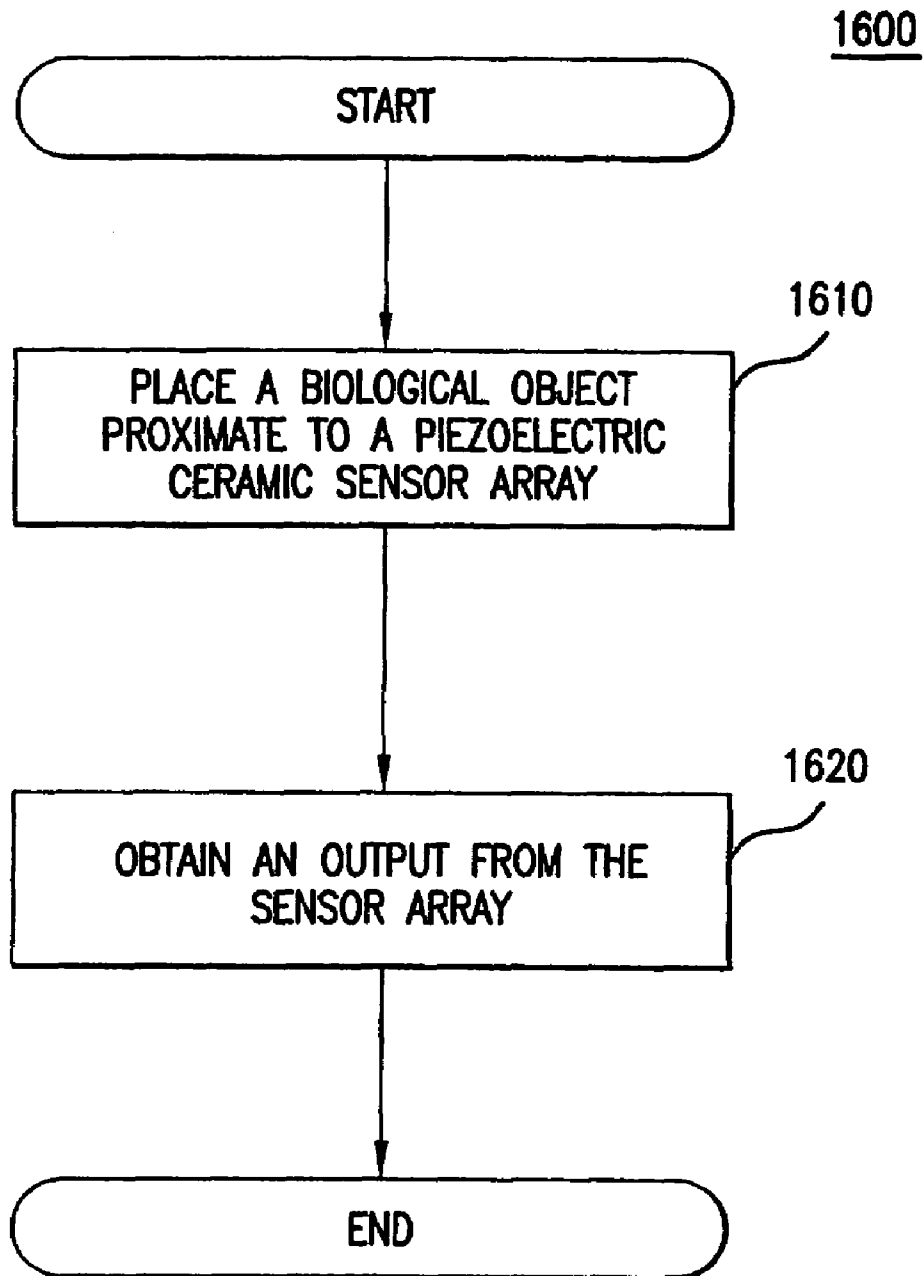 1600
START
1610
PLACE A BIOLOGICAL OBJECT
PROXIMATE TO A PIEZOELECTRIC
CERAMIC SENSOR ARRAY
1620
OBTAIN AN OUTPUT FROM THE
SENSOR ARRAY
END